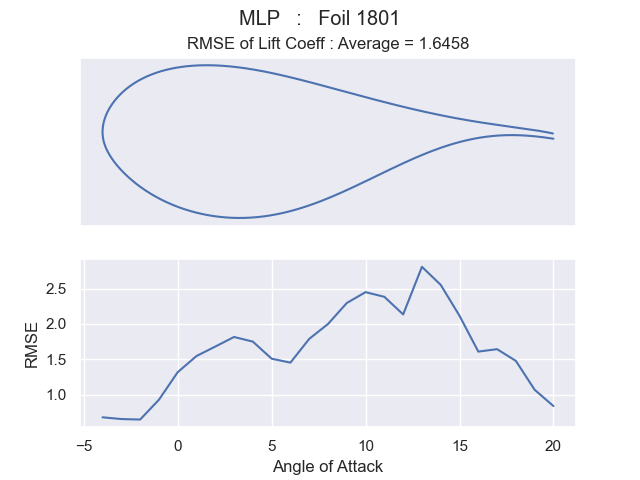 MLP : Foil 1801
RMSE of Lift Coeff : Average = 1.6458
2.5
2.0
1.5
1.0
RMSE
−5 0 5 10 15 20
Angle of Attack